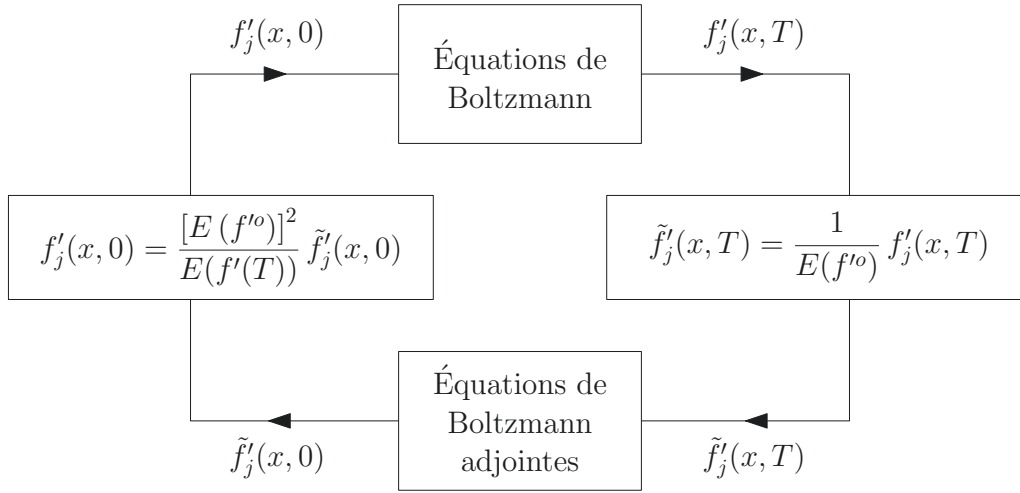 f′_j(x, 0)
Équations de
Boltzmann
f′_j(x, T)
f′_j(x, 0) = [E (f′ᵒ)]² / E(f′(T)) f̃′_j(x, 0)
f̃′_j(x, T) = 1 / E(f′ᵒ) f′_j(x, T)
f̃′_j(x, 0)
Équations de
Boltzmann
adjointes
f̃′_j(x, T)